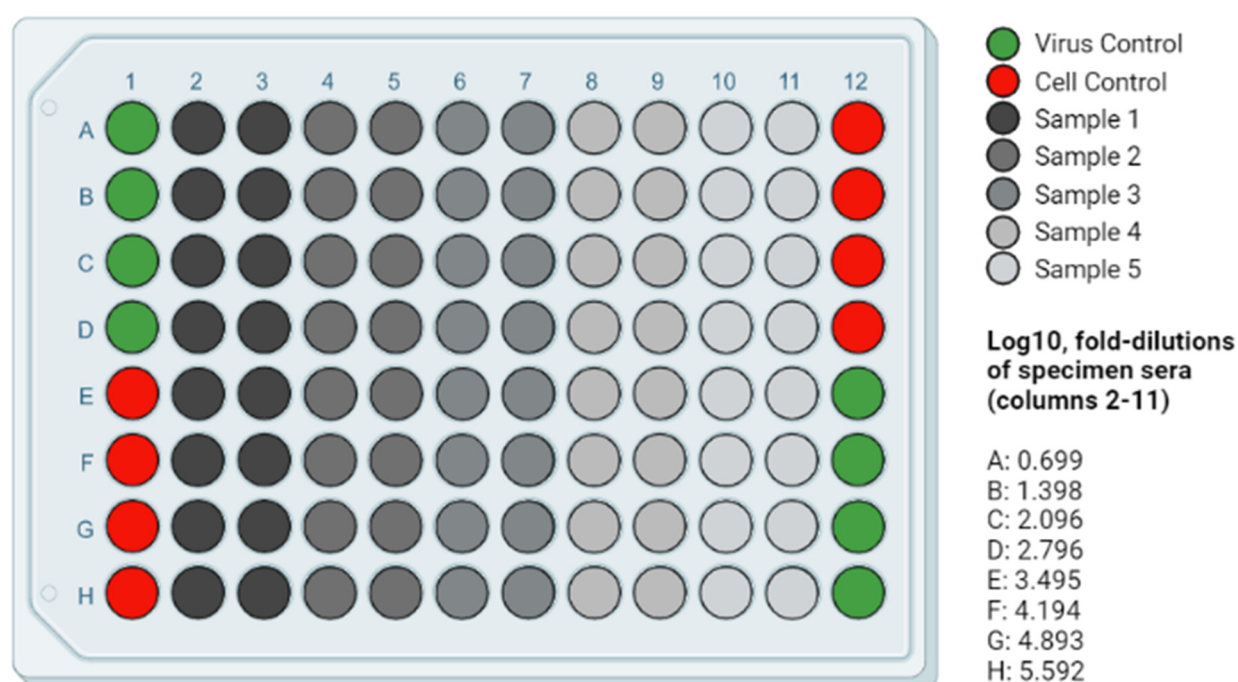 1 2 3 4 5 6 7 8 9 10 11 12
A
B
C
D
E
F
G
H
Virus Control
Cell Control
Sample 1
Sample 2
Sample 3
Sample 4
Sample 5
Log10, fold-dilutions
of specimen sera
(columns 2-11)
A: 0.699
B: 1.398
C: 2.096
D: 2.796
E: 3.495
F: 4.194
G: 4.893
H: 5.592